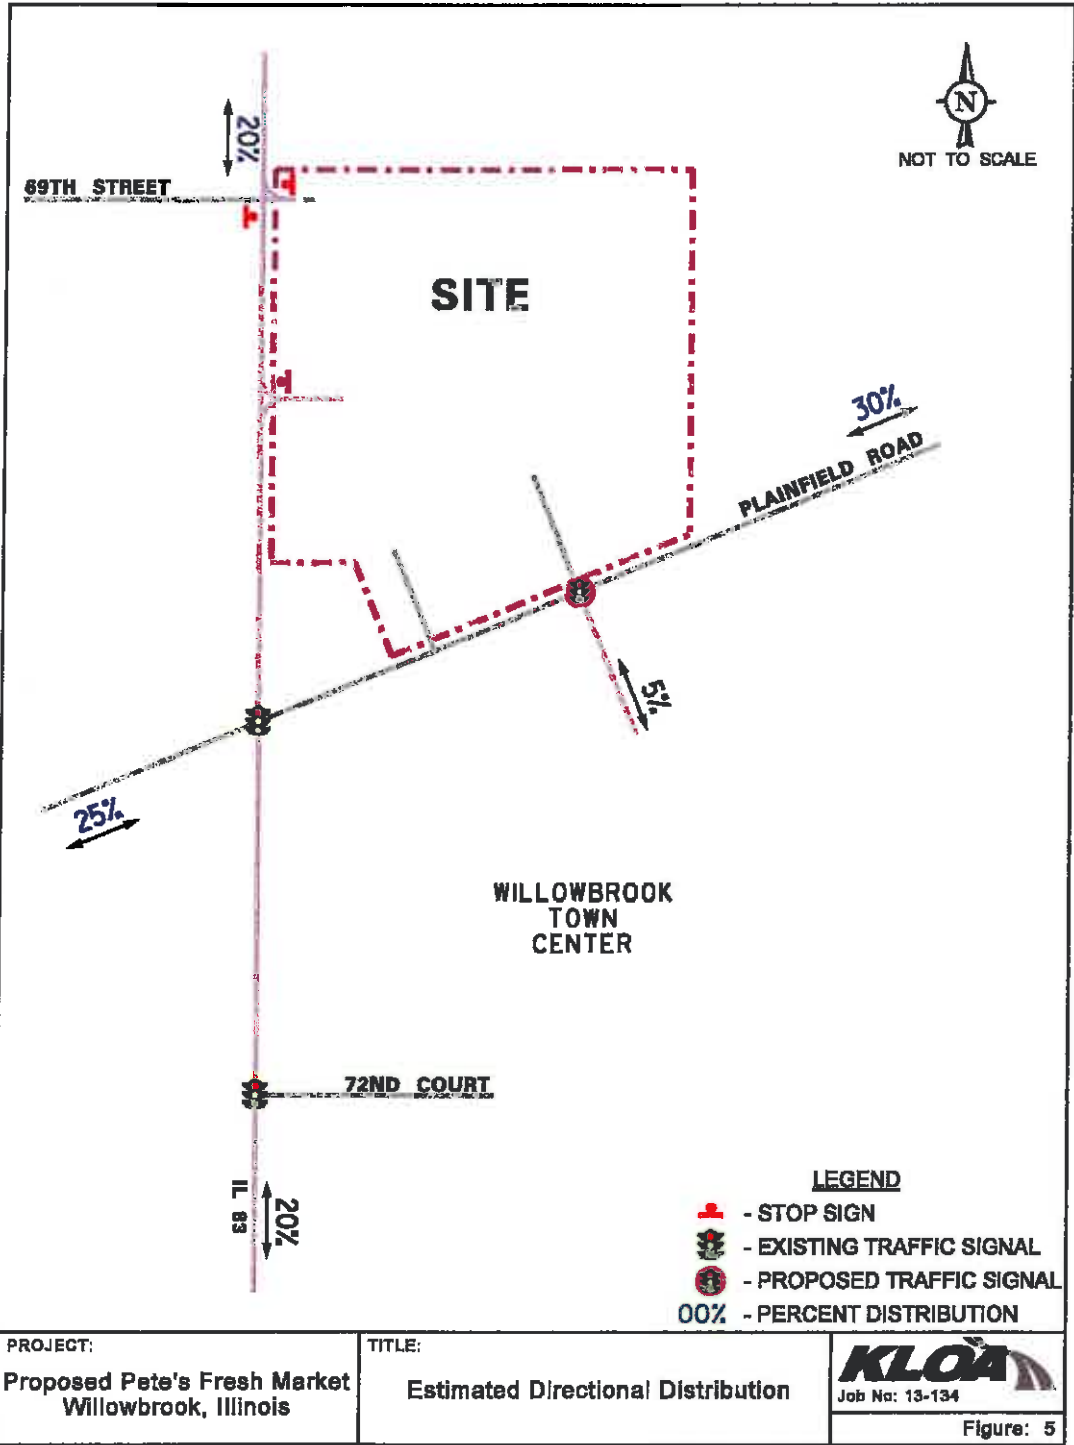 N
NOT TO SCALE
20%
69TH STREET
SITE
30%
PLAINFIELD ROAD
5%
25%
WILLOWBROOK
TOWN
CENTER
72ND COURT
IL 83
20%
LEGEND
- STOP SIGN
- EXISTING TRAFFIC SIGNAL
- PROPOSED TRAFFIC SIGNAL
00% - PERCENT DISTRIBUTION
PROJECT:
Proposed Pete's Fresh Market
Willowbrook, Illinois
TITLE:
Estimated Directional Distribution
KLOA
Job No: 13-134
Figure: 5